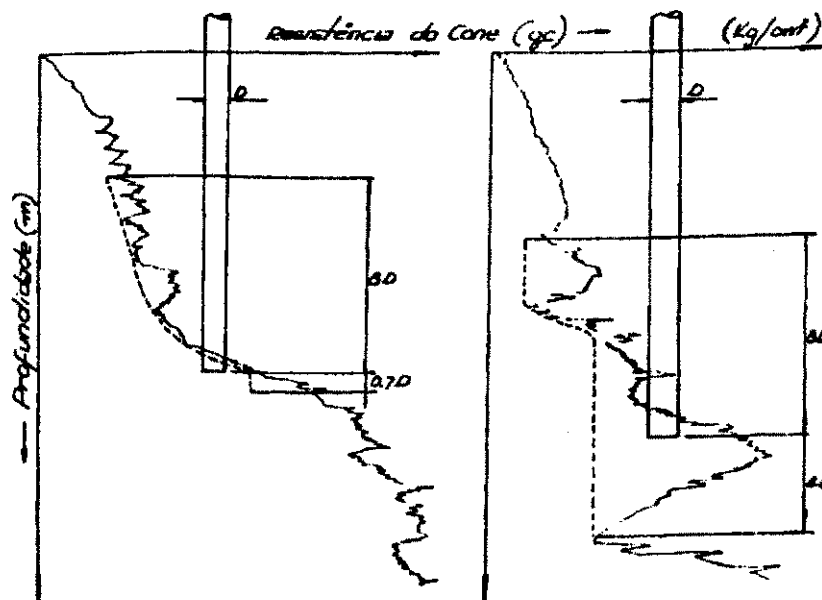 Resistência do Cone (qc) — (Kg/cm²)
D
D
← Profundidade (m)
8D
0.7D